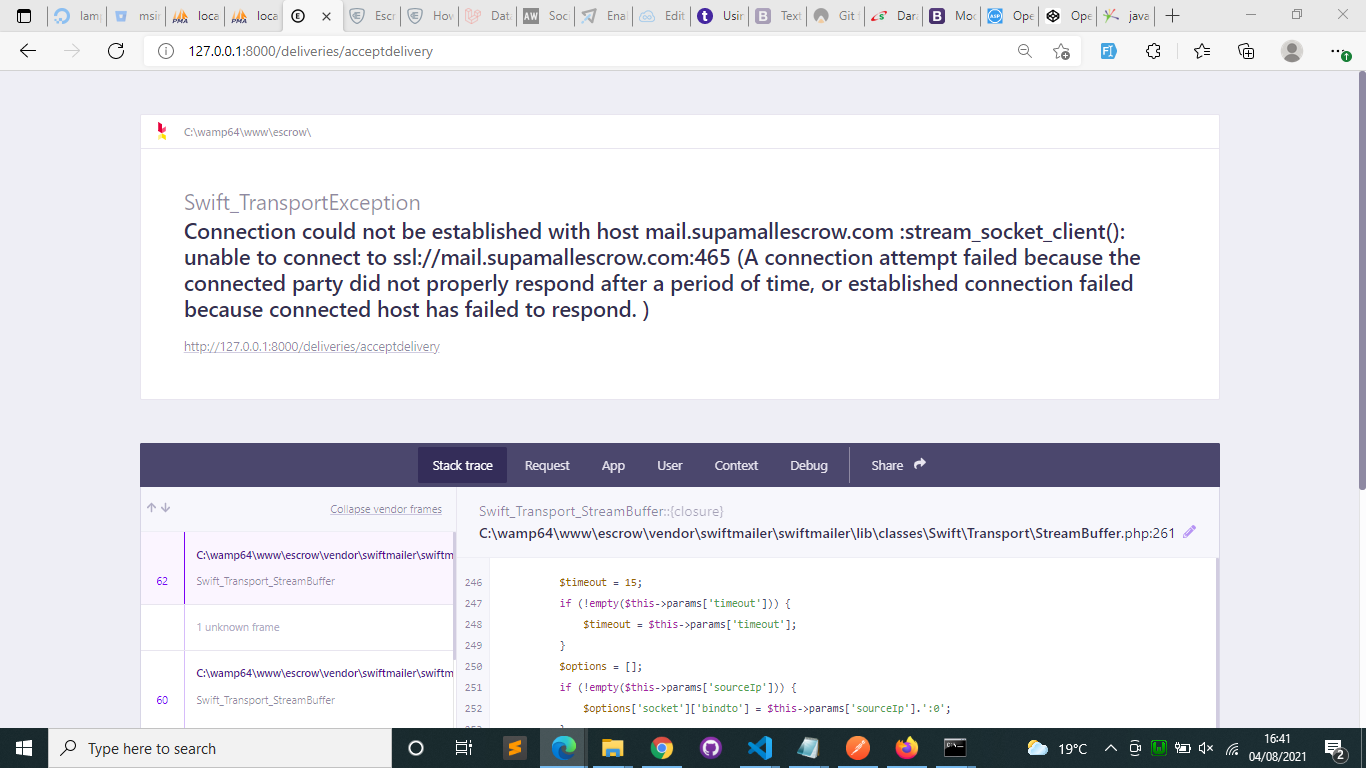 lam
msin
loca
loca
Escr
How
Data
Soc
Ena
Edit
Usin
Text
Git f
Dara
Moc
Ope
Ope
java
127.0.0.1:8000/deliveries/acceptdelivery
C:\wamp64\www\escrow\
Swift_TransportException
Connection could not be established with host mail.supamallescrow.com :stream_socket_client():
unable to connect to ssl://mail.supamallescrow.com:465 (A connection attempt failed because the
connected party did not properly respond after a period of time, or established connection failed
because connected host has failed to respond. )
http://127.0.0.1:8000/deliveries/acceptdelivery
Stack trace Request App User Context Debug Share
Collapse vendor frames
C:\wamp64\www\escrow\vendor\swiftmailer\swiftm
62
Swift_Transport_StreamBuffer
1 unknown frame
C:\wamp64\www\escrow\vendor\swiftmailer\swiftm
60
Swift_Transport_StreamBuffer
Swift_Transport_StreamBuffer::{closure}
C:\wamp64\www\escrow\vendor\swiftmailer\swiftmailer\lib\classes\Swift\Transport\StreamBuffer.php:261
246 $timeout = 15;
247 if (!empty($this->params['timeout'])) {
248 $timeout = $this->params['timeout'];
249 }
250 $options = [];
251 if (!empty($this->params['sourceIp'])) {
252 $options['socket']['bindto'] = $this->params['sourceIp'].':0';
Type here to search
19°C
16:41
04/08/2021
2